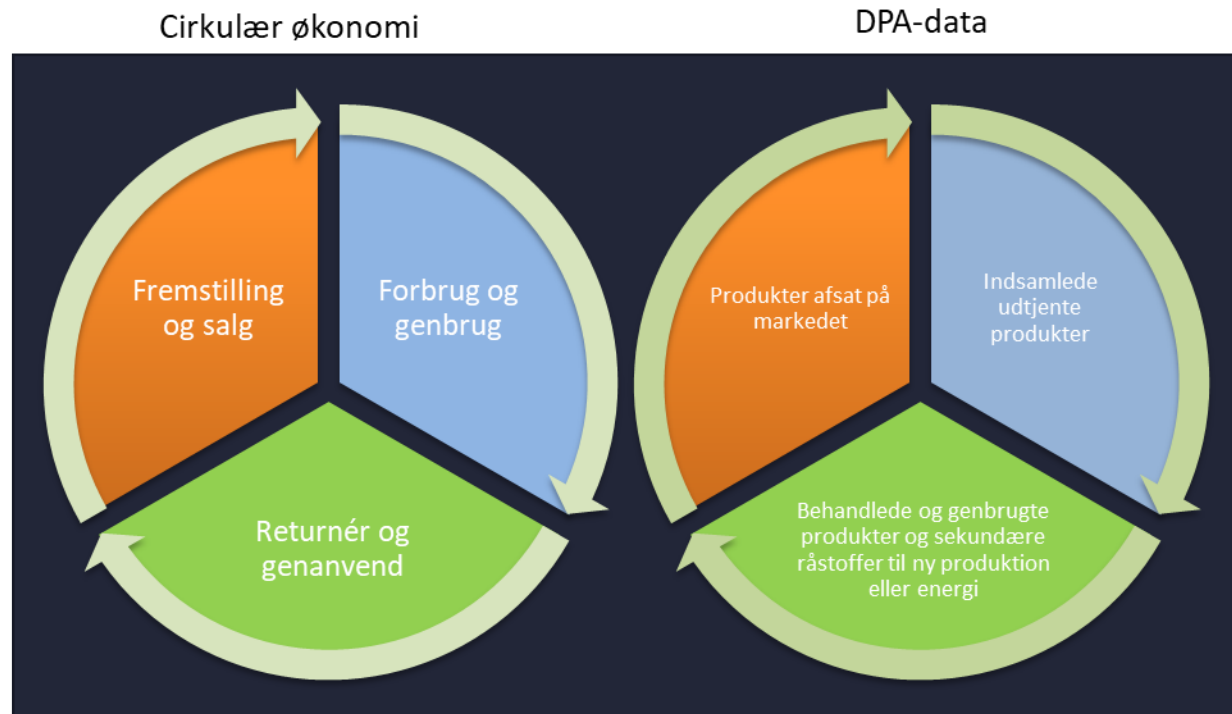 Cirkulær økonomi
DPA-data
Fremstilling
og salg
Forbrug og
genbrug
Returnér og
genanvend
Produkter afsat på
markedet
Indsamlede
udtjente
produkter
Behandlede og genbrugte
produkter og sekundære
råstoffer til ny produktion
eller energi